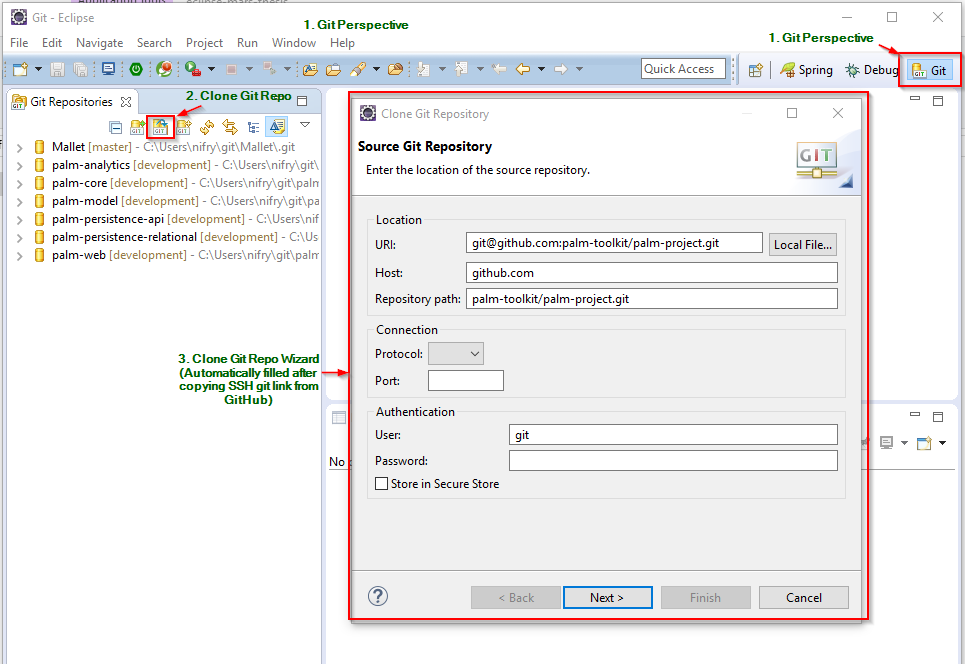 Git - Eclipse
1. Git Perspective
File Edit Navigate Search Project Run Window Help
1. Git Perspective
Quick Access
Spring
Debug
Git
Git Repositories
2. Clone Git Repo
Mallet [master] - C:\Users\nifry\git\Mallet\.git
palm-analytics [development] - C:\Users\nifry\git
palm-core [development] - C:\Users\nifry\git\palm
palm-model [development] - C:\Users\nifry\git\pal
palm-persistence-api [development] - C:\Users\nif
palm-persistence-relational [development] - C:\Us
palm-web [development] - C:\Users\nifry\git\palm
3. Clone Git Repo Wizard
(Automatically filled after
copying SSH git link from
GitHub)
No
Clone Git Repository
Source Git Repository
Enter the location of the source repository.
GIT
Location
URI: git@github.com:palm-toolkit/palm-project.git Local File...
Host: github.com
Repository path: palm-toolkit/palm-project.git
Connection
Protocol:
Port:
Authentication
User: git
Password:
Store in Secure Store
? < Back Next > Finish Cancel